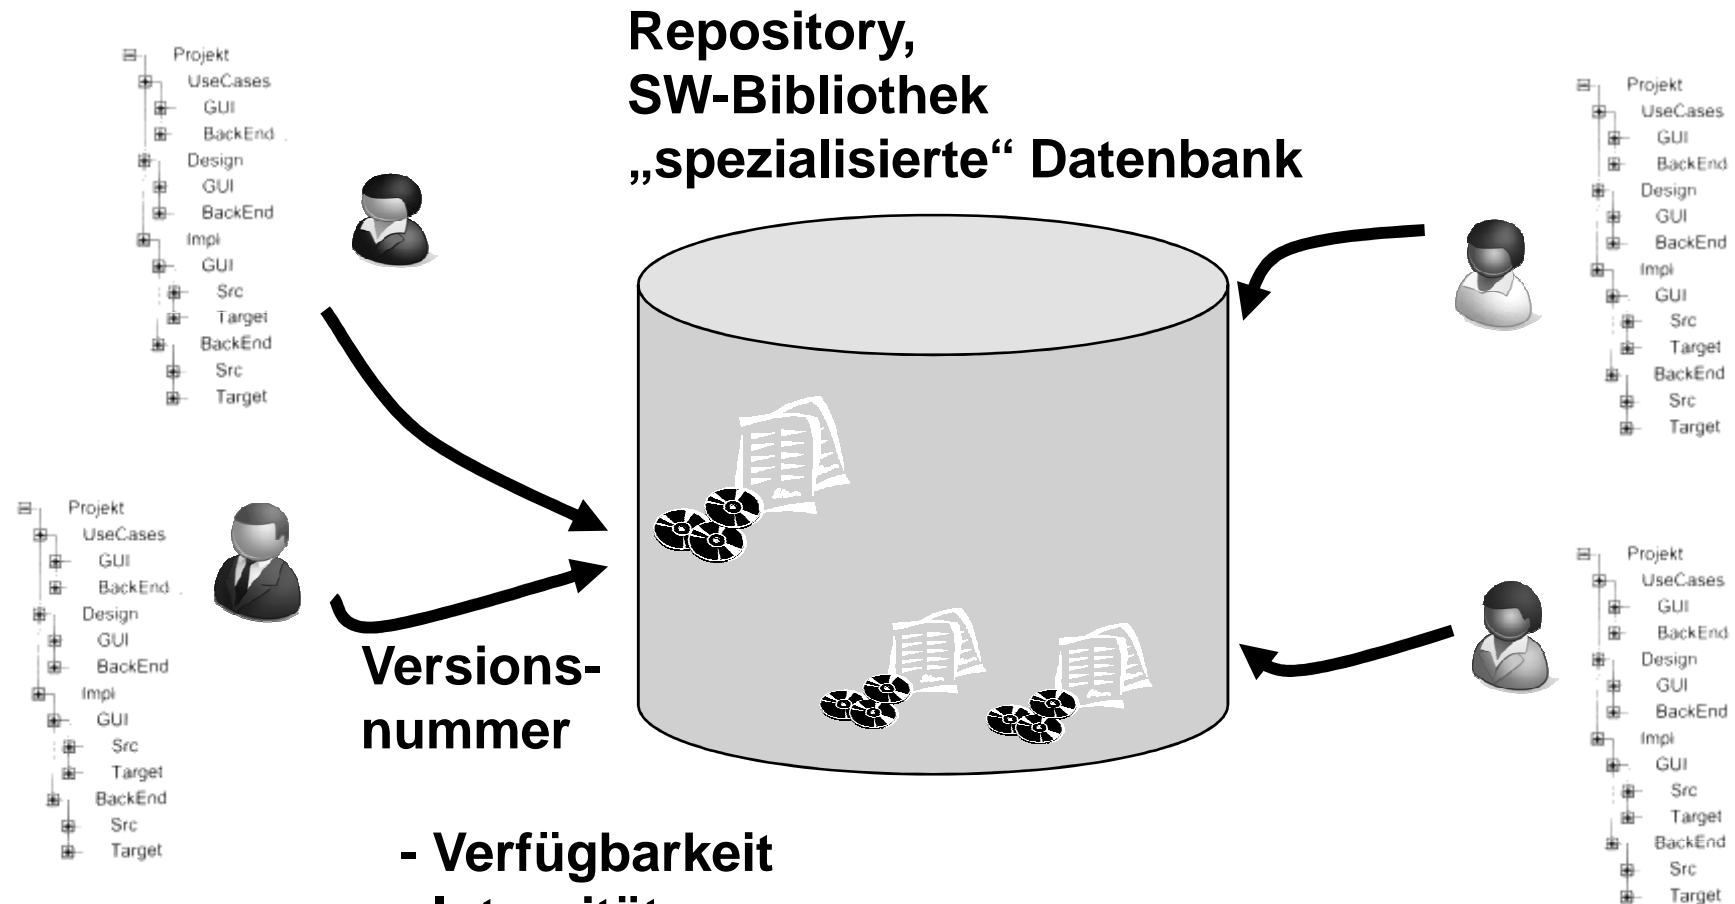 Repository,
SW-Bibliothek
„spezialisierte“ Datenbank
Projekt
UseCases
GUI
BackEnd
Design
GUI
BackEnd
Impl
GUI
Src
Target
BackEnd
Src
Target
Projekt
UseCases
GUI
BackEnd
Design
GUI
BackEnd
Impl
GUI
Src
Target
BackEnd
Src
Target
Projekt
UseCases
GUI
BackEnd
Design
GUI
BackEnd
Impl
GUI
Src
Target
BackEnd
Src
Target
Projekt
UseCases
GUI
BackEnd
Design
GUI
BackEnd
Impl
GUI
Src
Target
BackEnd
Src
Target
Versions-
nummer
- Verfügbarkeit